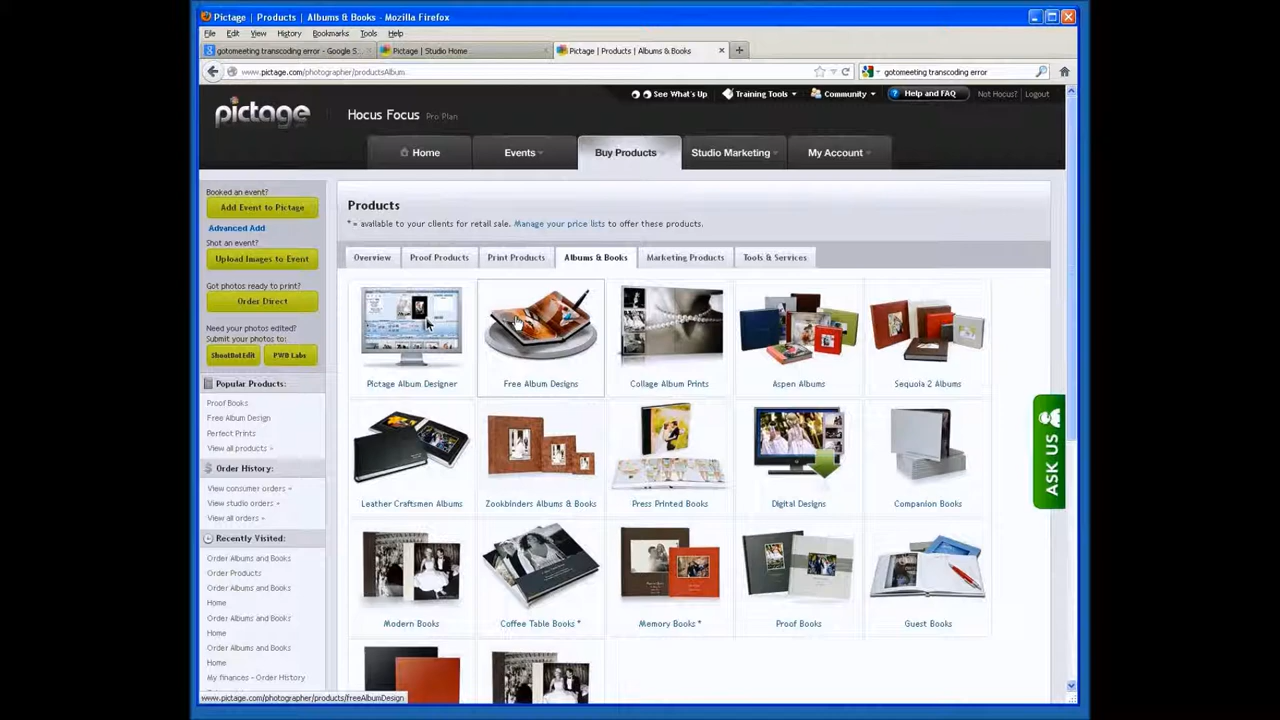 Pictage | Products | Albums & Books - Mozilla Firefox
File Edit View History Bookmarks Tools Help
gotomeeting transcoding error - Google S...
Pictage | Studio Home
Pictage | Products | Albums & Books
www.pictage.com/photographer/productsAlbum
gotomeeting transcoding error
pictage
Hocus Focus Pro Plan
See What's Up Training Tools Community ? Help and FAQ Not Hocus? Logout
Home Events Buy Products Studio Marketing My Account
Booked an event?
Add Event to Pictage
Advanced Add
Shot an event?
Upload Images to Event
Got photos ready to print?
Order Direct
Need your photos edited?
Submit your photos to:
ShootDotEdit PWD Labs
Popular Products:
Proof Books
Free Album Design
Perfect Prints
View all products »
Order History:
View consumer orders »
View studio orders »
View all orders »
Recently Visited:
Order Albums and Books
Order Products
Order Albums and Books
Home
Order Albums and Books
Home
Order Albums and Books
Home
My finances - Order History
Products
* = available to your clients for retail sale. Manage your price lists to offer these products.
Overview Proof Products Print Products Albums & Books Marketing Products Tools & Services
Pictage Album Designer Free Album Designs Collage Album Prints Aspen Albums Sequoia 2 Albums
Leather Craftsmen Albums Zookbinders Albums & Books Press Printed Books Digital Designs Companion Books
Modern Books Coffee Table Books * Memory Books * Proof Books Guest Books
ASK US
www.pictage.com/photographer/products/freeAlbumDesign